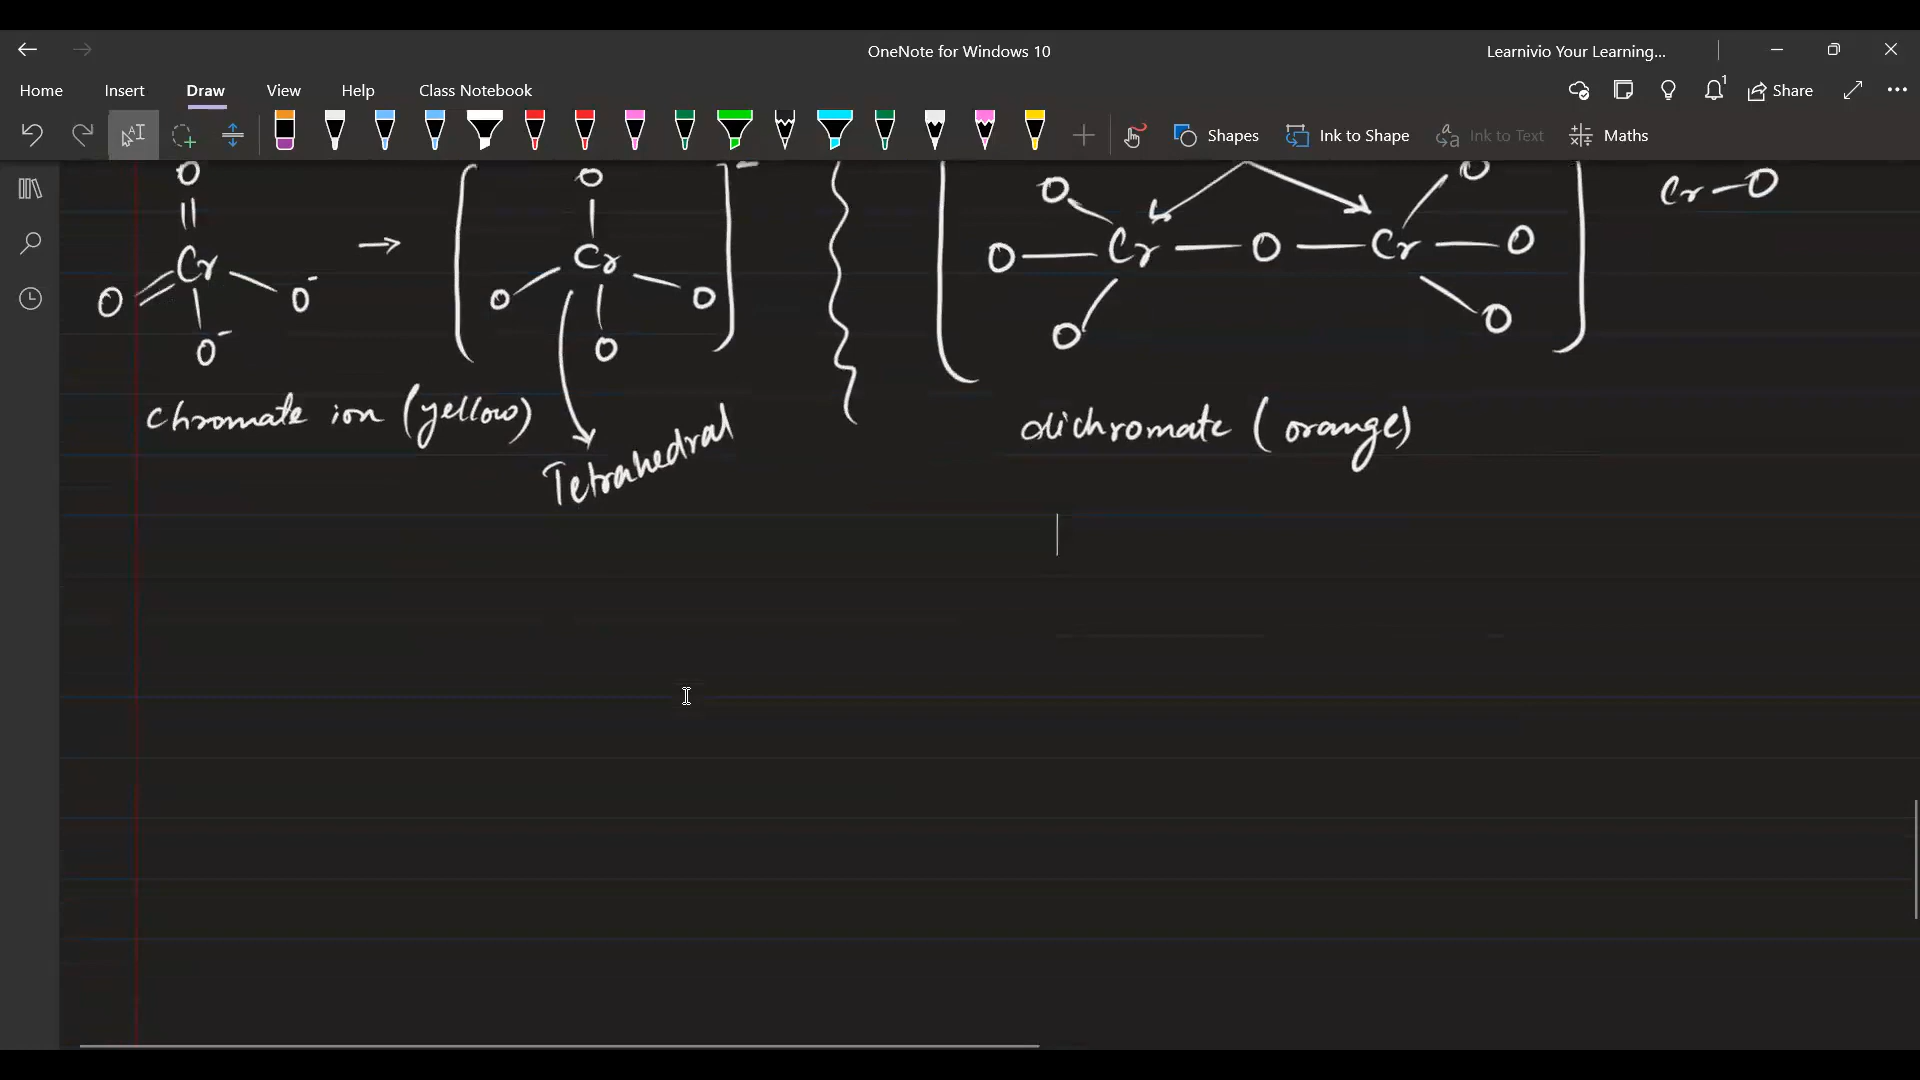 OneNote for Windows 10
Learnivio Your Learning...
Home Insert Draw View Help Class Notebook
Share
Shapes
Ink to Shape
Ink to Text
Maths
O
Cr
O
O-
O-
→
O
Cr
O
O
O
-
O
O
O
Cr — O — Cr
O
O
O
Cr—O
chromate ion (yellow)
Tetrahedral
dichromate (orange)